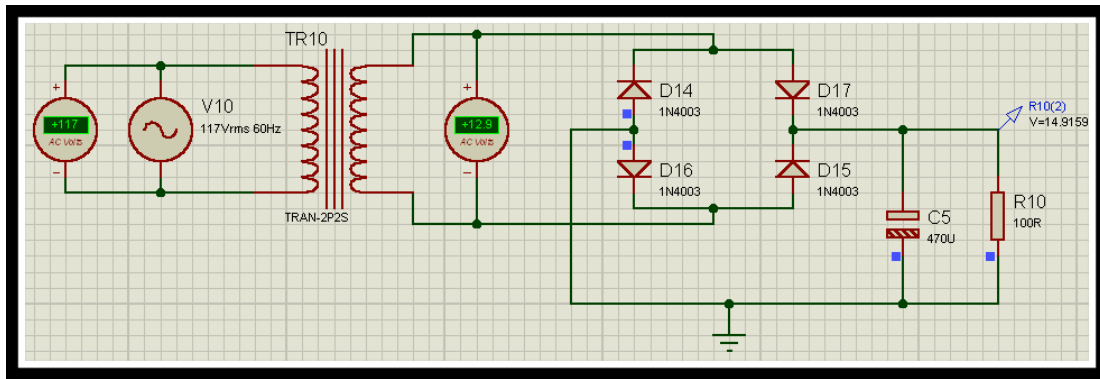 TR10
+
+117
AC Volts
−
V10
117Vrms 60Hz
TRAN-2P2S
+
+12.9
AC Volts
−
D14
1N4003
D17
1N4003
D16
1N4003
D15
1N4003
R10(2)
V=14.9159
C5
470U
R10
100R